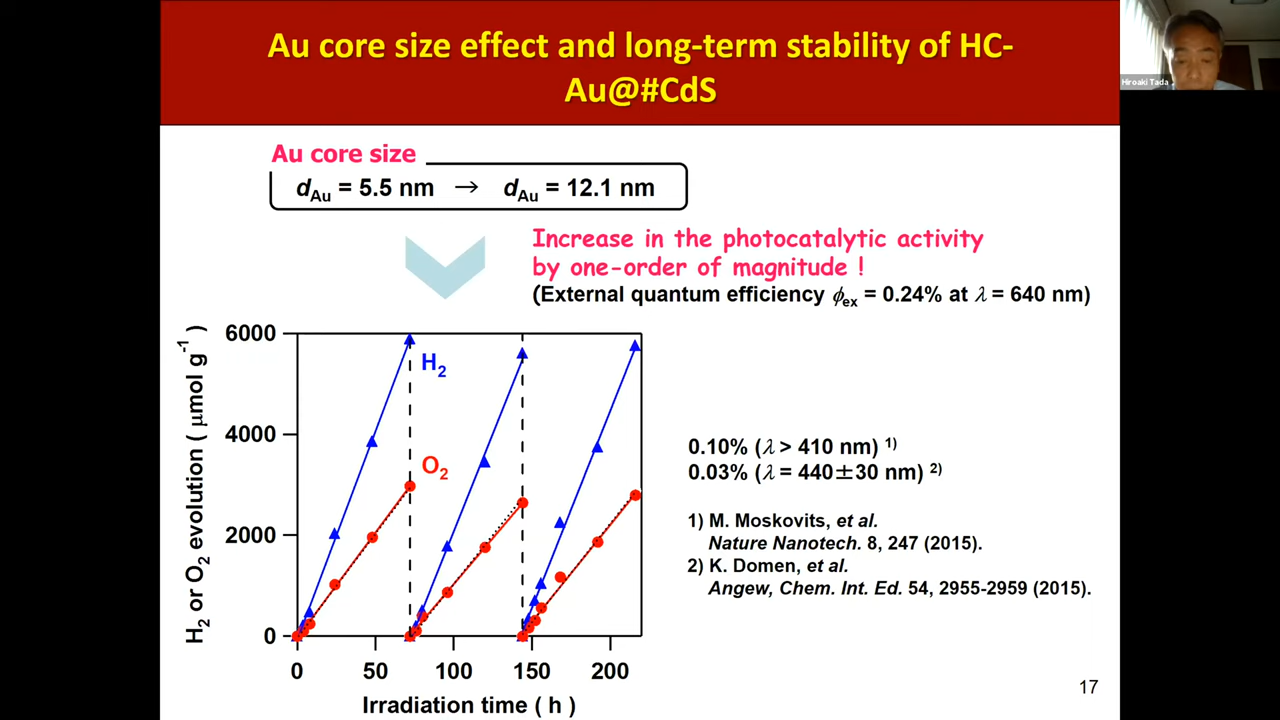 Au core size effect and long-term stability of HC-
Au@#CdS
Hiroaki Tada
Au core size
dAu = 5.5 nm → dAu = 12.1 nm
Increase in the photocatalytic activity
by one-order of magnitude !
(External quantum efficiency ϕex = 0.24% at λ = 640 nm)
H2 or O2 evolution ( μmol g-1 )
6000
4000
2000
0
H2
O2
0 50 100 150 200
Irradiation time ( h )
0.10% (λ > 410 nm) 1)
0.03% (λ = 440±30 nm) 2)
1) M. Moskovits, et al.
Nature Nanotech. 8, 247 (2015).
2) K. Domen, et al.
Angew, Chem. Int. Ed. 54, 2955-2959 (2015).
17